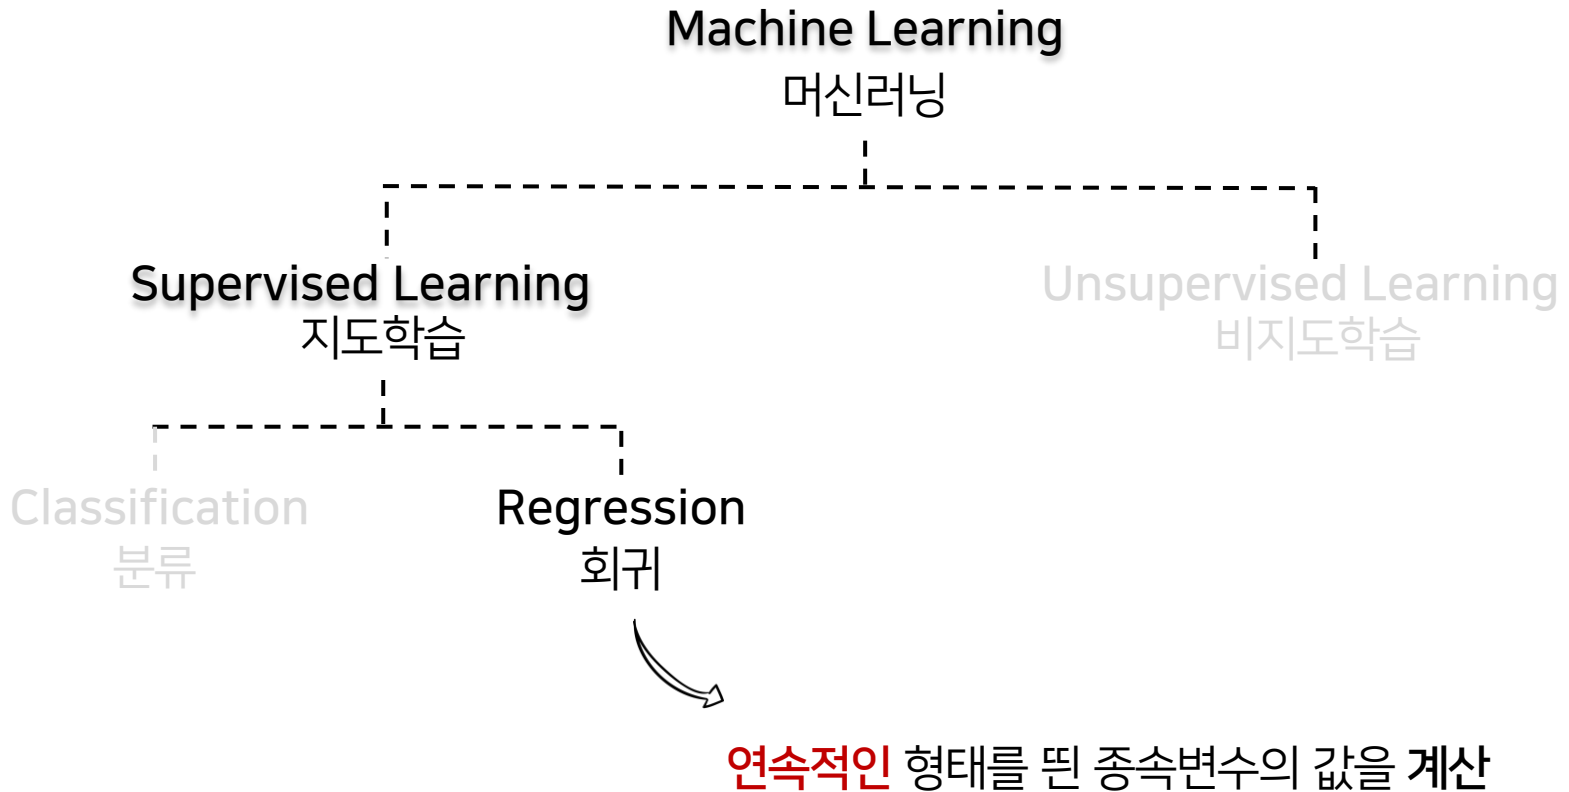 Machine Learning
머신러닝
Supervised Learning
지도학습
Unsupervised Learning
비지도학습
Classification
분류
Regression
회귀
연속적인 형태를 띈 종속변수의 값을 계산